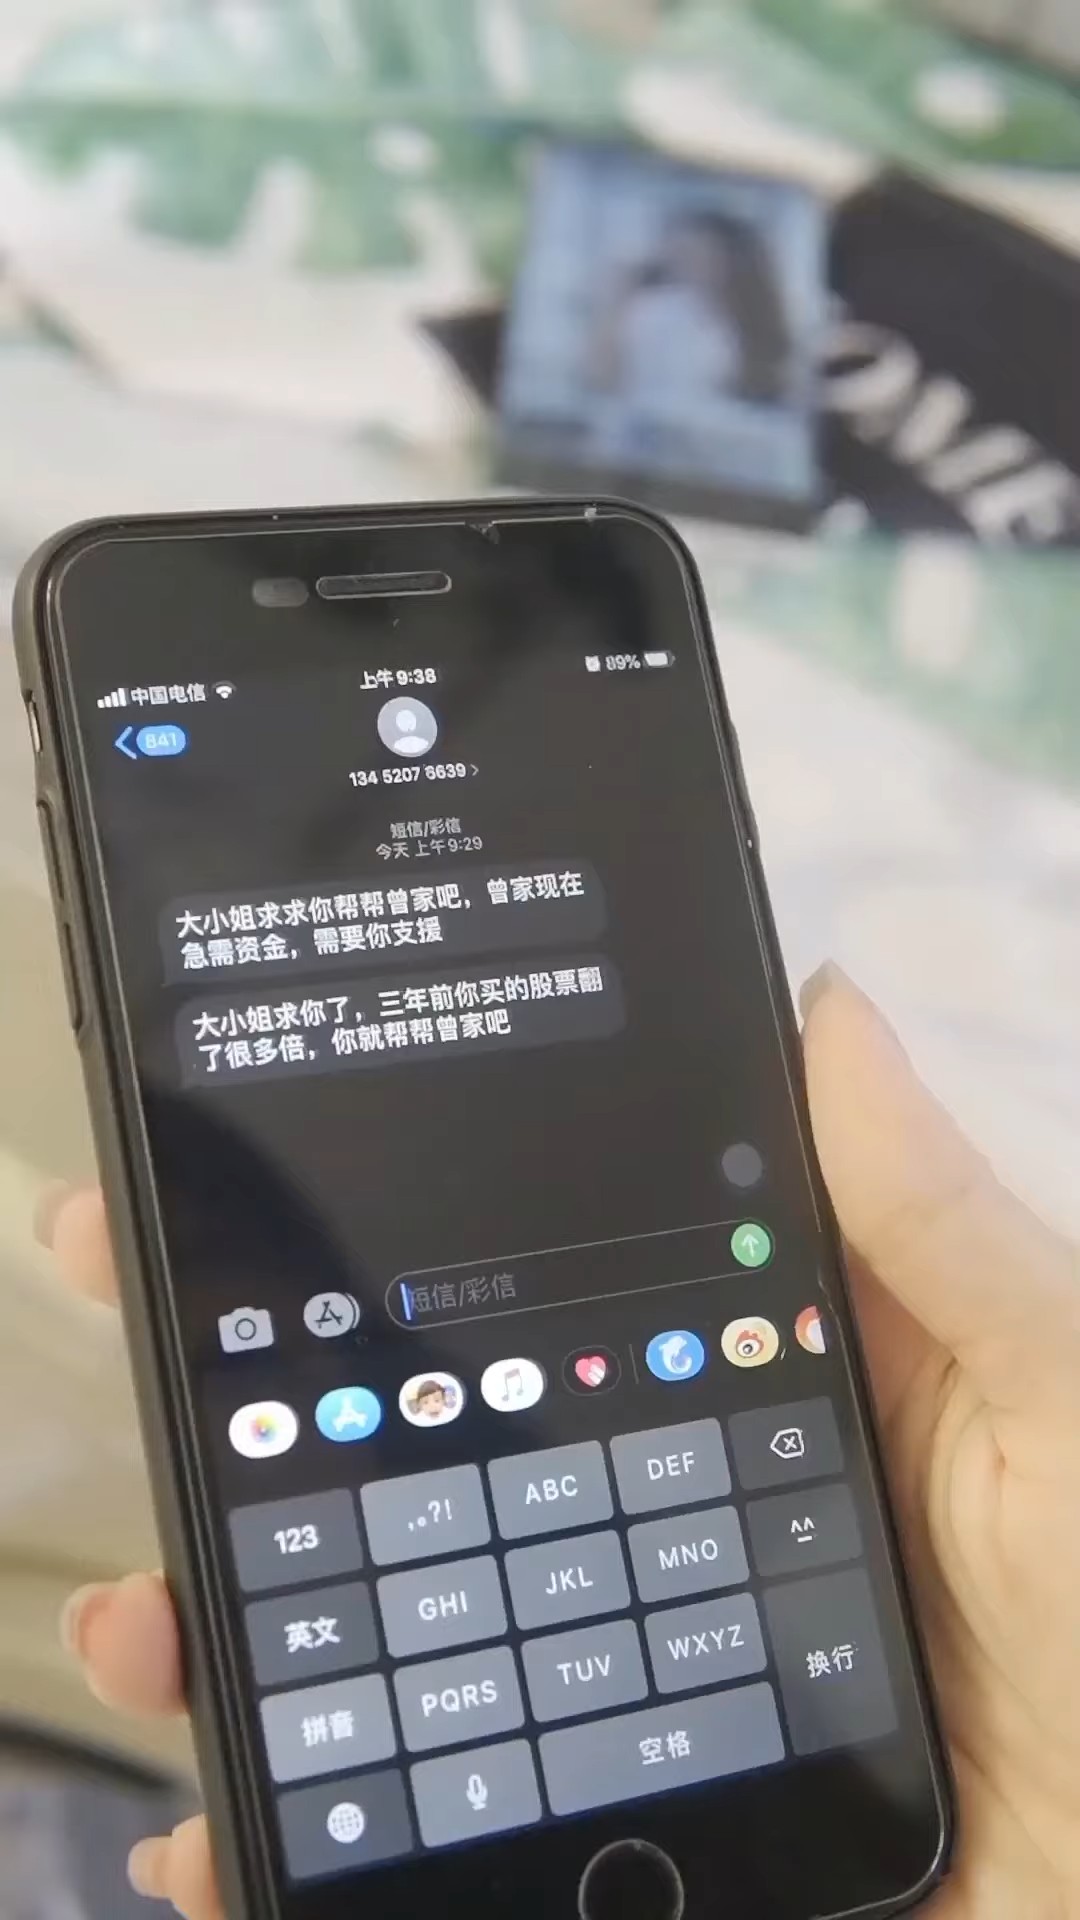 OME
中国电信
上午9:38
89%
841
134 5207 6639 >
短信/彩信
今天 上午9:29
大小姐求求你帮帮曾家吧，曾家现在
急需资金，需要你支援
大小姐求你了，三年前你买的股票翻
了很多倍，你就帮帮曾家吧
短信/彩信
123
,。?!
ABC
DEF
英文
GHI
JKL
MNO
^^
拼音
PQRS
TUV
WXYZ
换行
空格